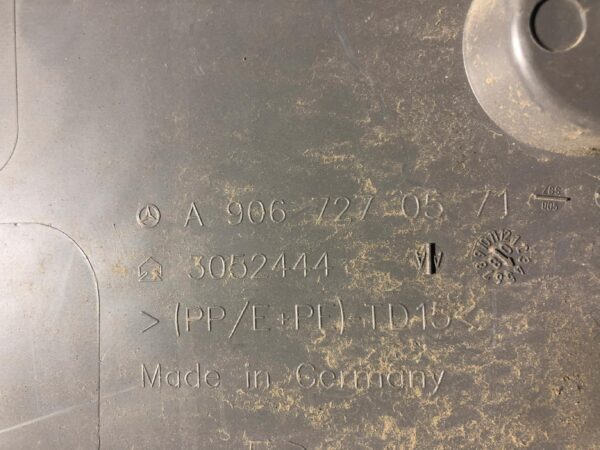 A 906 727 05 71
3052444
>(PP/E+PE) TD15<
Made in Germany